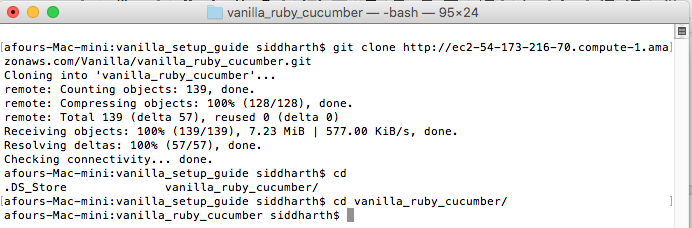 vanilla_ruby_cucumber — -bash — 95×24
[afours-Mac-mini:vanilla_setup_guide siddharth$ git clone http://ec2-54-173-216-70.compute-1.ama]
zonaws.com/Vanilla/vanilla_ruby_cucumber.git
Cloning into 'vanilla_ruby_cucumber'...
remote: Counting objects: 139, done.
remote: Compressing objects: 100% (128/128), done.
remote: Total 139 (delta 57), reused 0 (delta 0)
Receiving objects: 100% (139/139), 7.23 MiB | 577.00 KiB/s, done.
Resolving deltas: 100% (57/57), done.
Checking connectivity... done.
afours-Mac-mini:vanilla_setup_guide siddharth$ cd
.DS_Store              vanilla_ruby_cucumber/
[afours-Mac-mini:vanilla_setup_guide siddharth$ cd vanilla_ruby_cucumber/ ]
afours-Mac-mini:vanilla_ruby_cucumber siddharth$